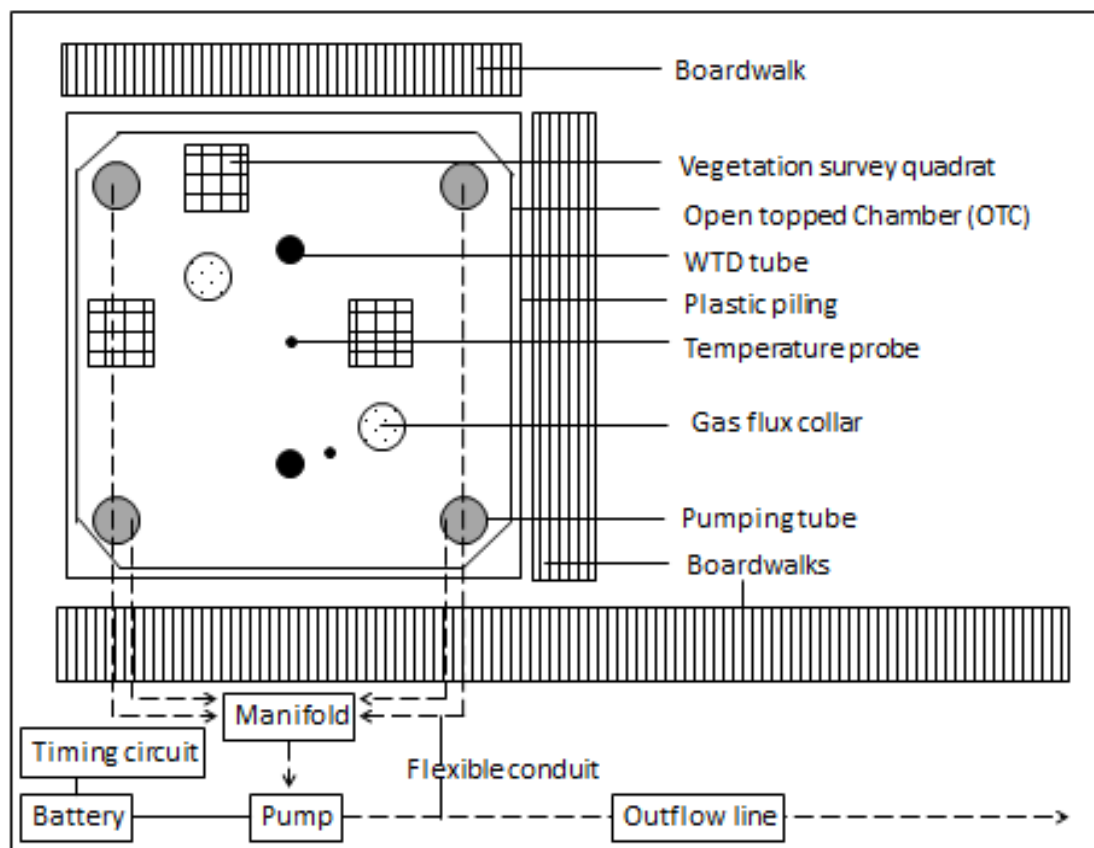 Boardwalk
Vegetation survey quadrat
Open topped Chamber (OTC)
WTD tube
Plastic piling
Temperature probe
Gas flux collar
Pumping tube
Boardwalks
Manifold
Timing circuit
Flexible conduit
Battery
Pump
Outflow line